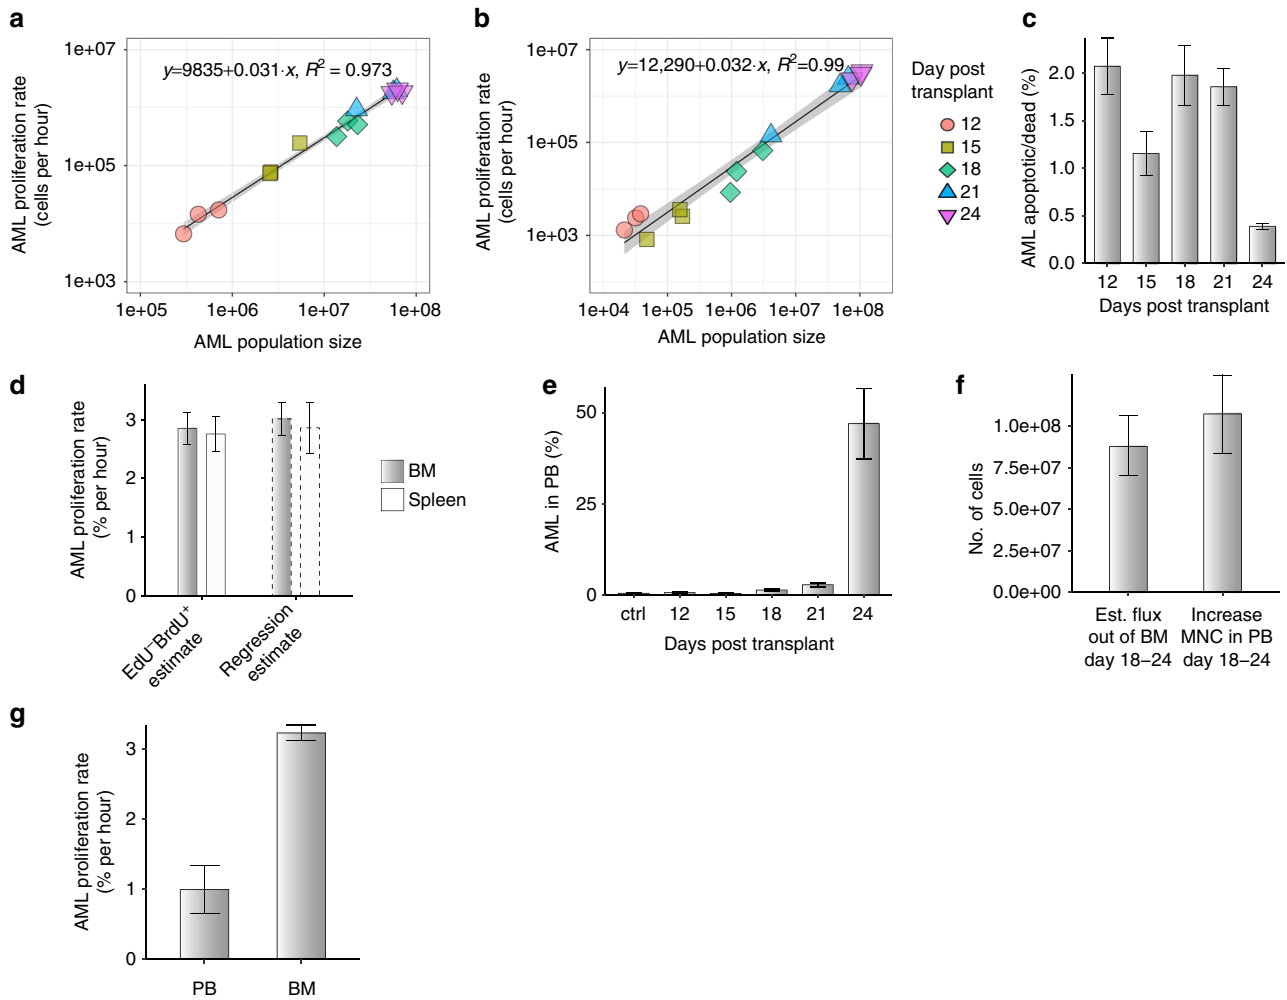 a
AML proliferation rate
(cells per hour)
1e+07
1e+05
1e+03
y=9835+0.031·x, R² = 0.973
1e+05 1e+06 1e+07 1e+08
AML population size
b
AML proliferation rate
(cells per hour)
1e+07
1e+05
1e+03
y=12,290+0.032·x, R²=0.99
1e+04 1e+05 1e+06 1e+07 1e+08
AML population size
Day post
transplant
12
15
18
21
24
c
AML apoptotic/dead (%)
2.0
1.5
1.0
0.5
0.0
12 15 18 21 24
Days post transplant
d
AML proliferation rate
(% per hour)
3
2
1
0
EdU⁻BrdU⁺
estimate
Regression
estimate
BM
Spleen
e
AML in PB (%)
50
25
0
ctrl 12 15 18 21 24
Days post transplant
f
No. of cells
1.0e+08
7.5e+07
5.0e+07
2.5e+07
0.0e+00
Est. flux
out of BM
day 18–24
Increase
MNC in PB
day 18–24
g
AML proliferation rate
(% per hour)
3
2
1
0
PB BM